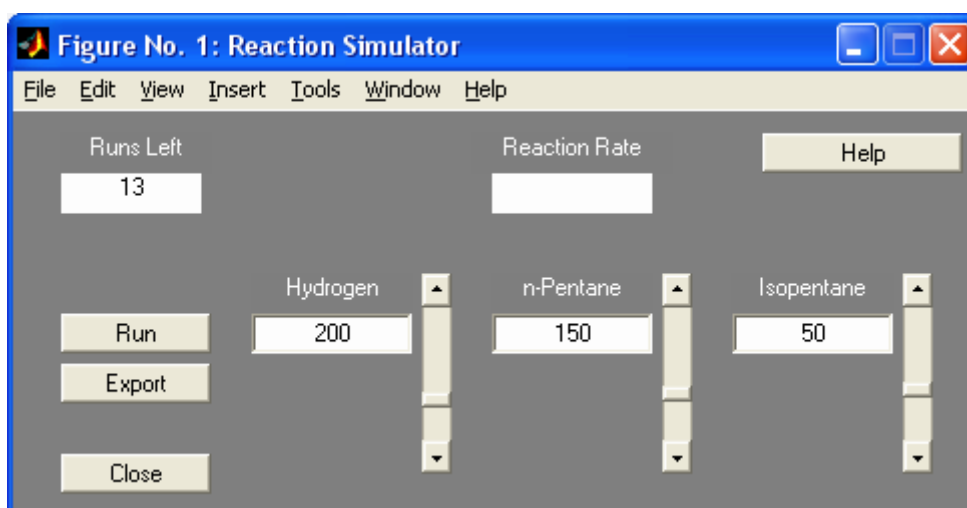 Figure No. 1: Reaction Simulator
File Edit View Insert Tools Window Help
Runs Left Reaction Rate Help
13
Hydrogen n-Pentane Isopentane
Run 200 150 50
Export
Close